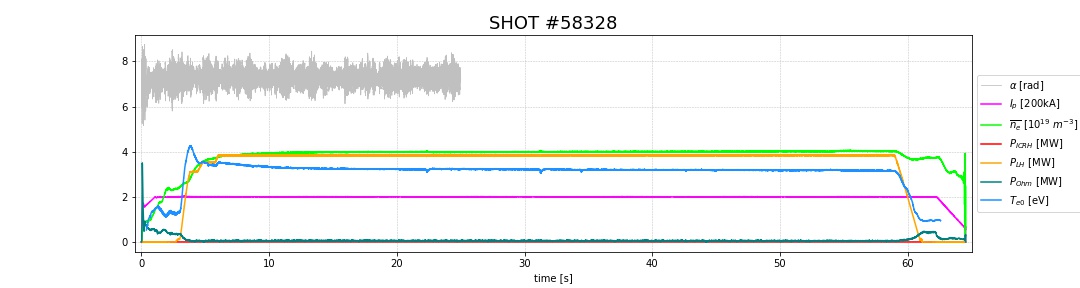 SHOT #58328
8
6
4
2
0
0 10 20 30 40 50 60
time [s]
α [rad]
I_p [200kA]
n̅_e̅ [10^19 m^−3]
P_ICRH [MW]
P_LH [MW]
P_Ohm [MW]
T_e0 [eV]